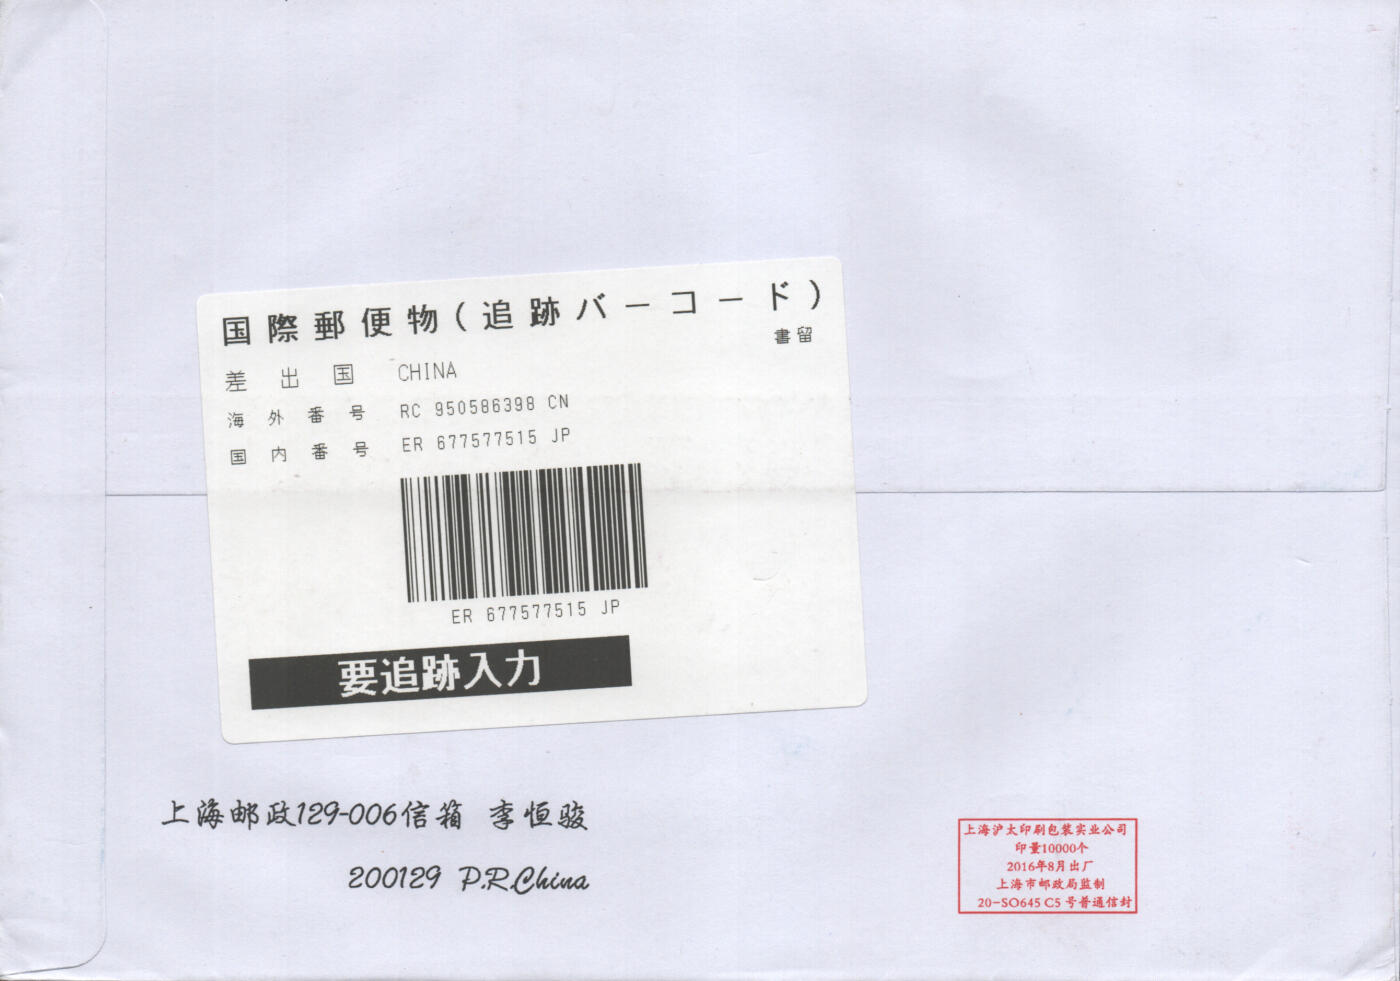 国際郵便物(追跡バーコード)
書留
差出国 CHINA
海外番号 RC 950586398 CN
国内番号 ER 677577515 JP
ER 677577515 JP
要追跡入力
上海邮政129-006信箱 李恒骏
200129 P.R.China
上海沪太印刷包装实业公司
印量10000个
2016年8月出厂
上海市邮政局监制
20-SO645 C5 号普通信封